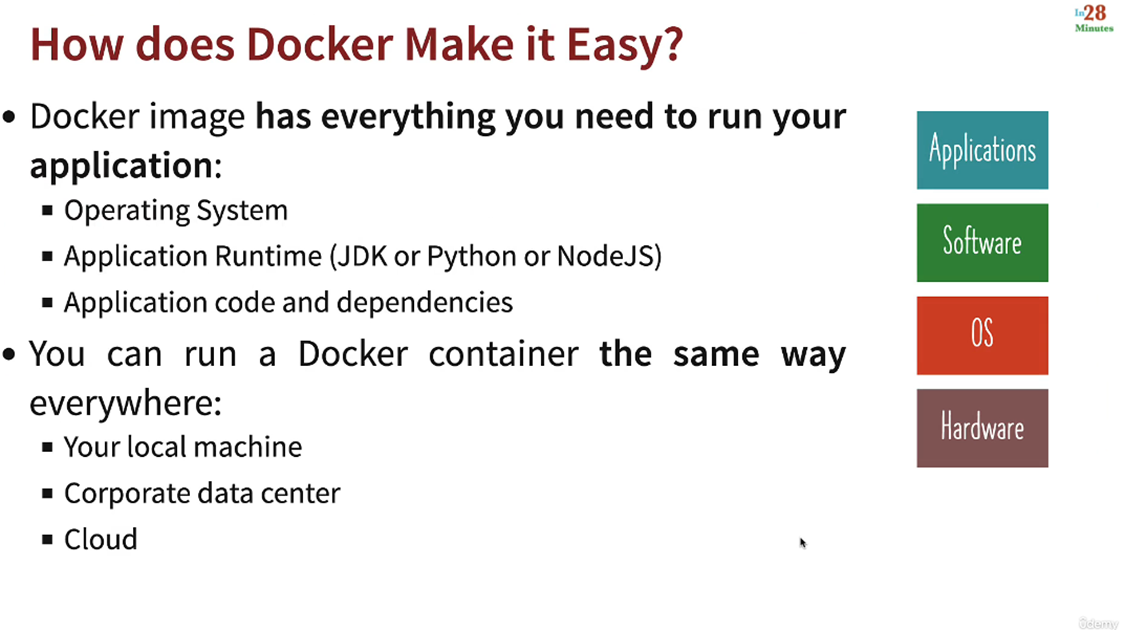 In28
Minutes
How does Docker Make it Easy?
• Docker image has everything you need to run your
application:
▪ Operating System
▪ Application Runtime (JDK or Python or NodeJS)
▪ Application code and dependencies
• You can run a Docker container the same way
everywhere:
▪ Your local machine
▪ Corporate data center
▪ Cloud
Applications
Software
OS
Hardware
Udemy